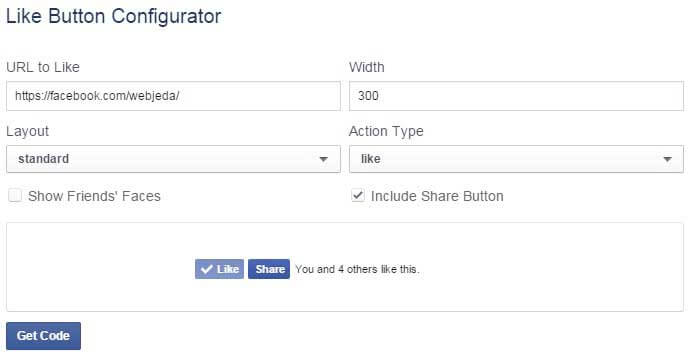 Like Button Configurator
URL to Like Width
https://facebook.com/webjeda/ 300
Layout Action Type
standard like
Show Friends' Faces Include Share Button
Like Share You and 4 others like this.
Get Code